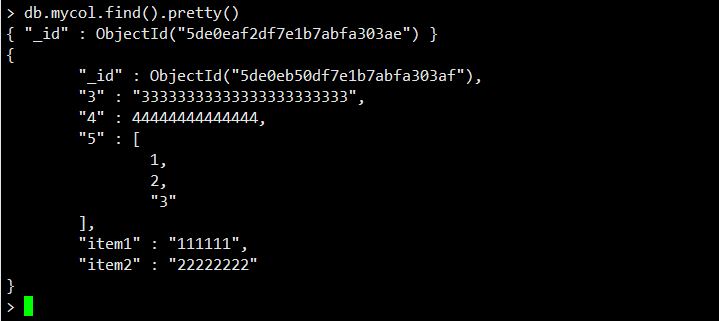 > db.mycol.find().pretty()
{ "_id" : ObjectId("5de0eaf2df7e1b7abfa303ae") }
{
        "_id" : ObjectId("5de0eb50df7e1b7abfa303af"),
        "3" : "33333333333333333333333",
        "4" : 44444444444444,
        "5" : [
                1,
                2,
                "3"
        ],
        "item1" : "111111",
        "item2" : "22222222"
}
>